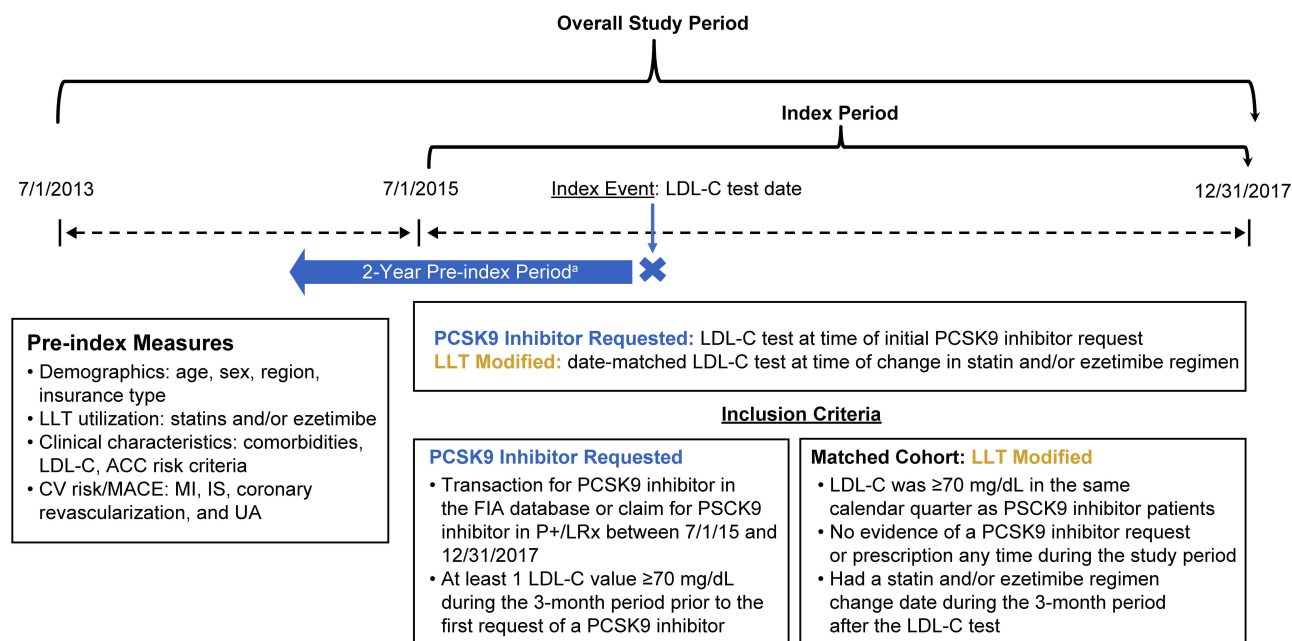 Overall Study Period
Index Period
7/1/2013
7/1/2015
Index Event: LDL-C test date
12/31/2017
2-Year Pre-index Periodᵃ
Pre-index Measures
• Demographics: age, sex, region,
insurance type
• LLT utilization: statins and/or ezetimibe
• Clinical characteristics: comorbidities,
LDL-C, ACC risk criteria
• CV risk/MACE: MI, IS, coronary
revascularization, and UA
PCSK9 Inhibitor Requested: LDL-C test at time of initial PCSK9 inhibitor request
LLT Modified: date-matched LDL-C test at time of change in statin and/or ezetimibe regimen
Inclusion Criteria
PCSK9 Inhibitor Requested
• Transaction for PCSK9 inhibitor in
the FIA database or claim for PSCK9
inhibitor in P+/LRx between 7/1/15 and
12/31/2017
• At least 1 LDL-C value ≥70 mg/dL
during the 3-month period prior to the
first request of a PCSK9 inhibitor
Matched Cohort: LLT Modified
• LDL-C was ≥70 mg/dL in the same
calendar quarter as PSCK9 inhibitor patients
• No evidence of a PCSK9 inhibitor request
or prescription any time during the study period
• Had a statin and/or ezetimibe regimen
change date during the 3-month period
after the LDL-C test